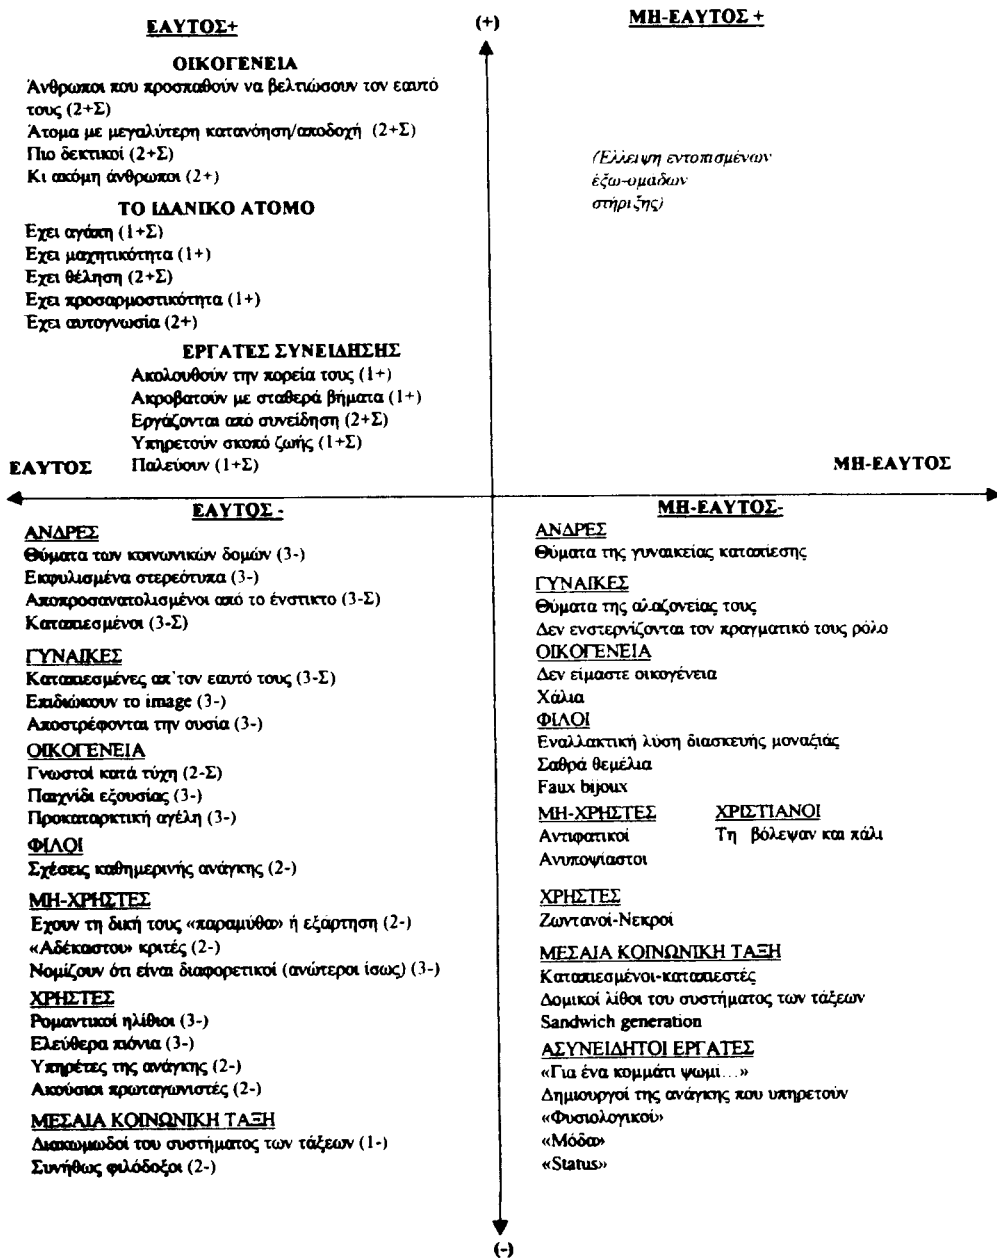 ΕΑΥΤΟΣ+
(+)
ΜΗ-ΕΑΥΤΟΣ +
ΟΙΚΟΓΕΝΕΙΑ
Άνθρωποι που προσπαθούν να βελτιώσουν τον εαυτό
τους (2+Σ)
Άτομα με μεγαλύτερη κατανόηση/αποδοχή (2+Σ)
Πιο δεκτικοί (2+Σ)
Κι ακόμη άνθρωποι (2+)
(Έλλειψη εντοπισμένων
έξω-ομάδων
στήριξης)
ΤΟ ΙΔΑΝΙΚΟ ΑΤΟΜΟ
Έχει αγάπη (1+Σ)
Έχει μαχητικότητα (1+)
Έχει θέληση (2+Σ)
Έχει προσαρμοστικότητα (1+)
Έχει αυτογνωσία (2+)
ΕΡΓΑΤΕΣ ΣΥΝΕΙΔΗΣΗΣ
Ακολουθούν την πορεία τους (1+)
Ακροβατούν με σταθερά βήματα (1+)
Εργάζονται από συνείδηση (2+Σ)
Υπηρετούν σκοπό ζωής (1+Σ)
Παλεύουν (1+Σ)
ΕΑΥΤΟΣ
ΜΗ-ΕΑΥΤΟΣ
ΕΑΥΤΟΣ -
ΑΝΔΡΕΣ
Θύματα των κοινωνικών δομών (3-)
Εκφυλισμένα στερεότυπα (3-)
Αποπροσανατολισμένοι από το ένστικτο (3-Σ)
Καταπιεσμένοι (3-Σ)
ΓΥΝΑΙΚΕΣ
Καταπιεσμένες απ΄τον εαυτό τους (3-Σ)
Επιδιώκουν το image (3-)
Αποστρέφονται την ουσία (3-)
ΟΙΚΟΓΕΝΕΙΑ
Γνωστοί κατά τύχη (2-Σ)
Παιχνίδι εξουσίας (3-)
Προκαταρκτική αγέλη (3-)
ΦΙΛΟΙ
Σχέσεις καθημερινής ανάγκης (2-)
ΜΗ-ΧΡΗΣΤΕΣ
Έχουν τη δική τους «παραμύθα» ή εξάρτηση (2-)
«Αδέκαστοι» κριτές (2-)
Νομίζουν ότι είναι διαφορετικοί (ανώτεροι ίσως) (3-)
ΧΡΗΣΤΕΣ
Ρομαντικοί ηλίθιοι (3-)
Ελεύθερα πιόνια (3-)
Υπηρέτες της ανάγκης (2-)
Ακούσιοι πρωταγωνιστές (2-)
ΜΕΣΑΙΑ ΚΟΙΝΩΝΙΚΗ ΤΑΞΗ
Διακωμωδοί του συστήματος των τάξεων (1-)
Συνήθως φιλόδοξοι (2-)
ΜΗ-ΕΑΥΤΟΣ-
ΑΝΔΡΕΣ
Θύματα της γυναικείας καταπίεσης
ΓΥΝΑΙΚΕΣ
Θύματα της αλαζονείας τους
Δεν ενστερνίζονται τον πραγματικό τους ρόλο
ΟΙΚΟΓΕΝΕΙΑ
Δεν είμαστε οικογένεια
Χάλια
ΦΙΛΟΙ
Εναλλακτική λύση διασκευής μοναξιάς
Σαθρά θεμέλια
Faux bijoux
ΜΗ-ΧΡΗΣΤΕΣ ΧΡΙΣΤΙΑΝΟΙ
Αντιφατικοί Τη βόλεψαν και πάλι
Ανυποψίαστοι
ΧΡΗΣΤΕΣ
Ζωντανοί-Νεκροί
ΜΕΣΑΙΑ ΚΟΙΝΩΝΙΚΗ ΤΑΞΗ
Καταπιεσμένοι-καταπιεστές
Δομικοί λίθοι του συστήματος των τάξεων
Sandwich generation
ΑΣΥΝΕΙΔΗΤΟΙ ΕΡΓΑΤΕΣ
«Για ένα κομμάτι ψωμί…»
Δημιουργοί της ανάγκης που υπηρετούν
«Φυσιολογικοί»
«Μόδα»
«Status»
(-)